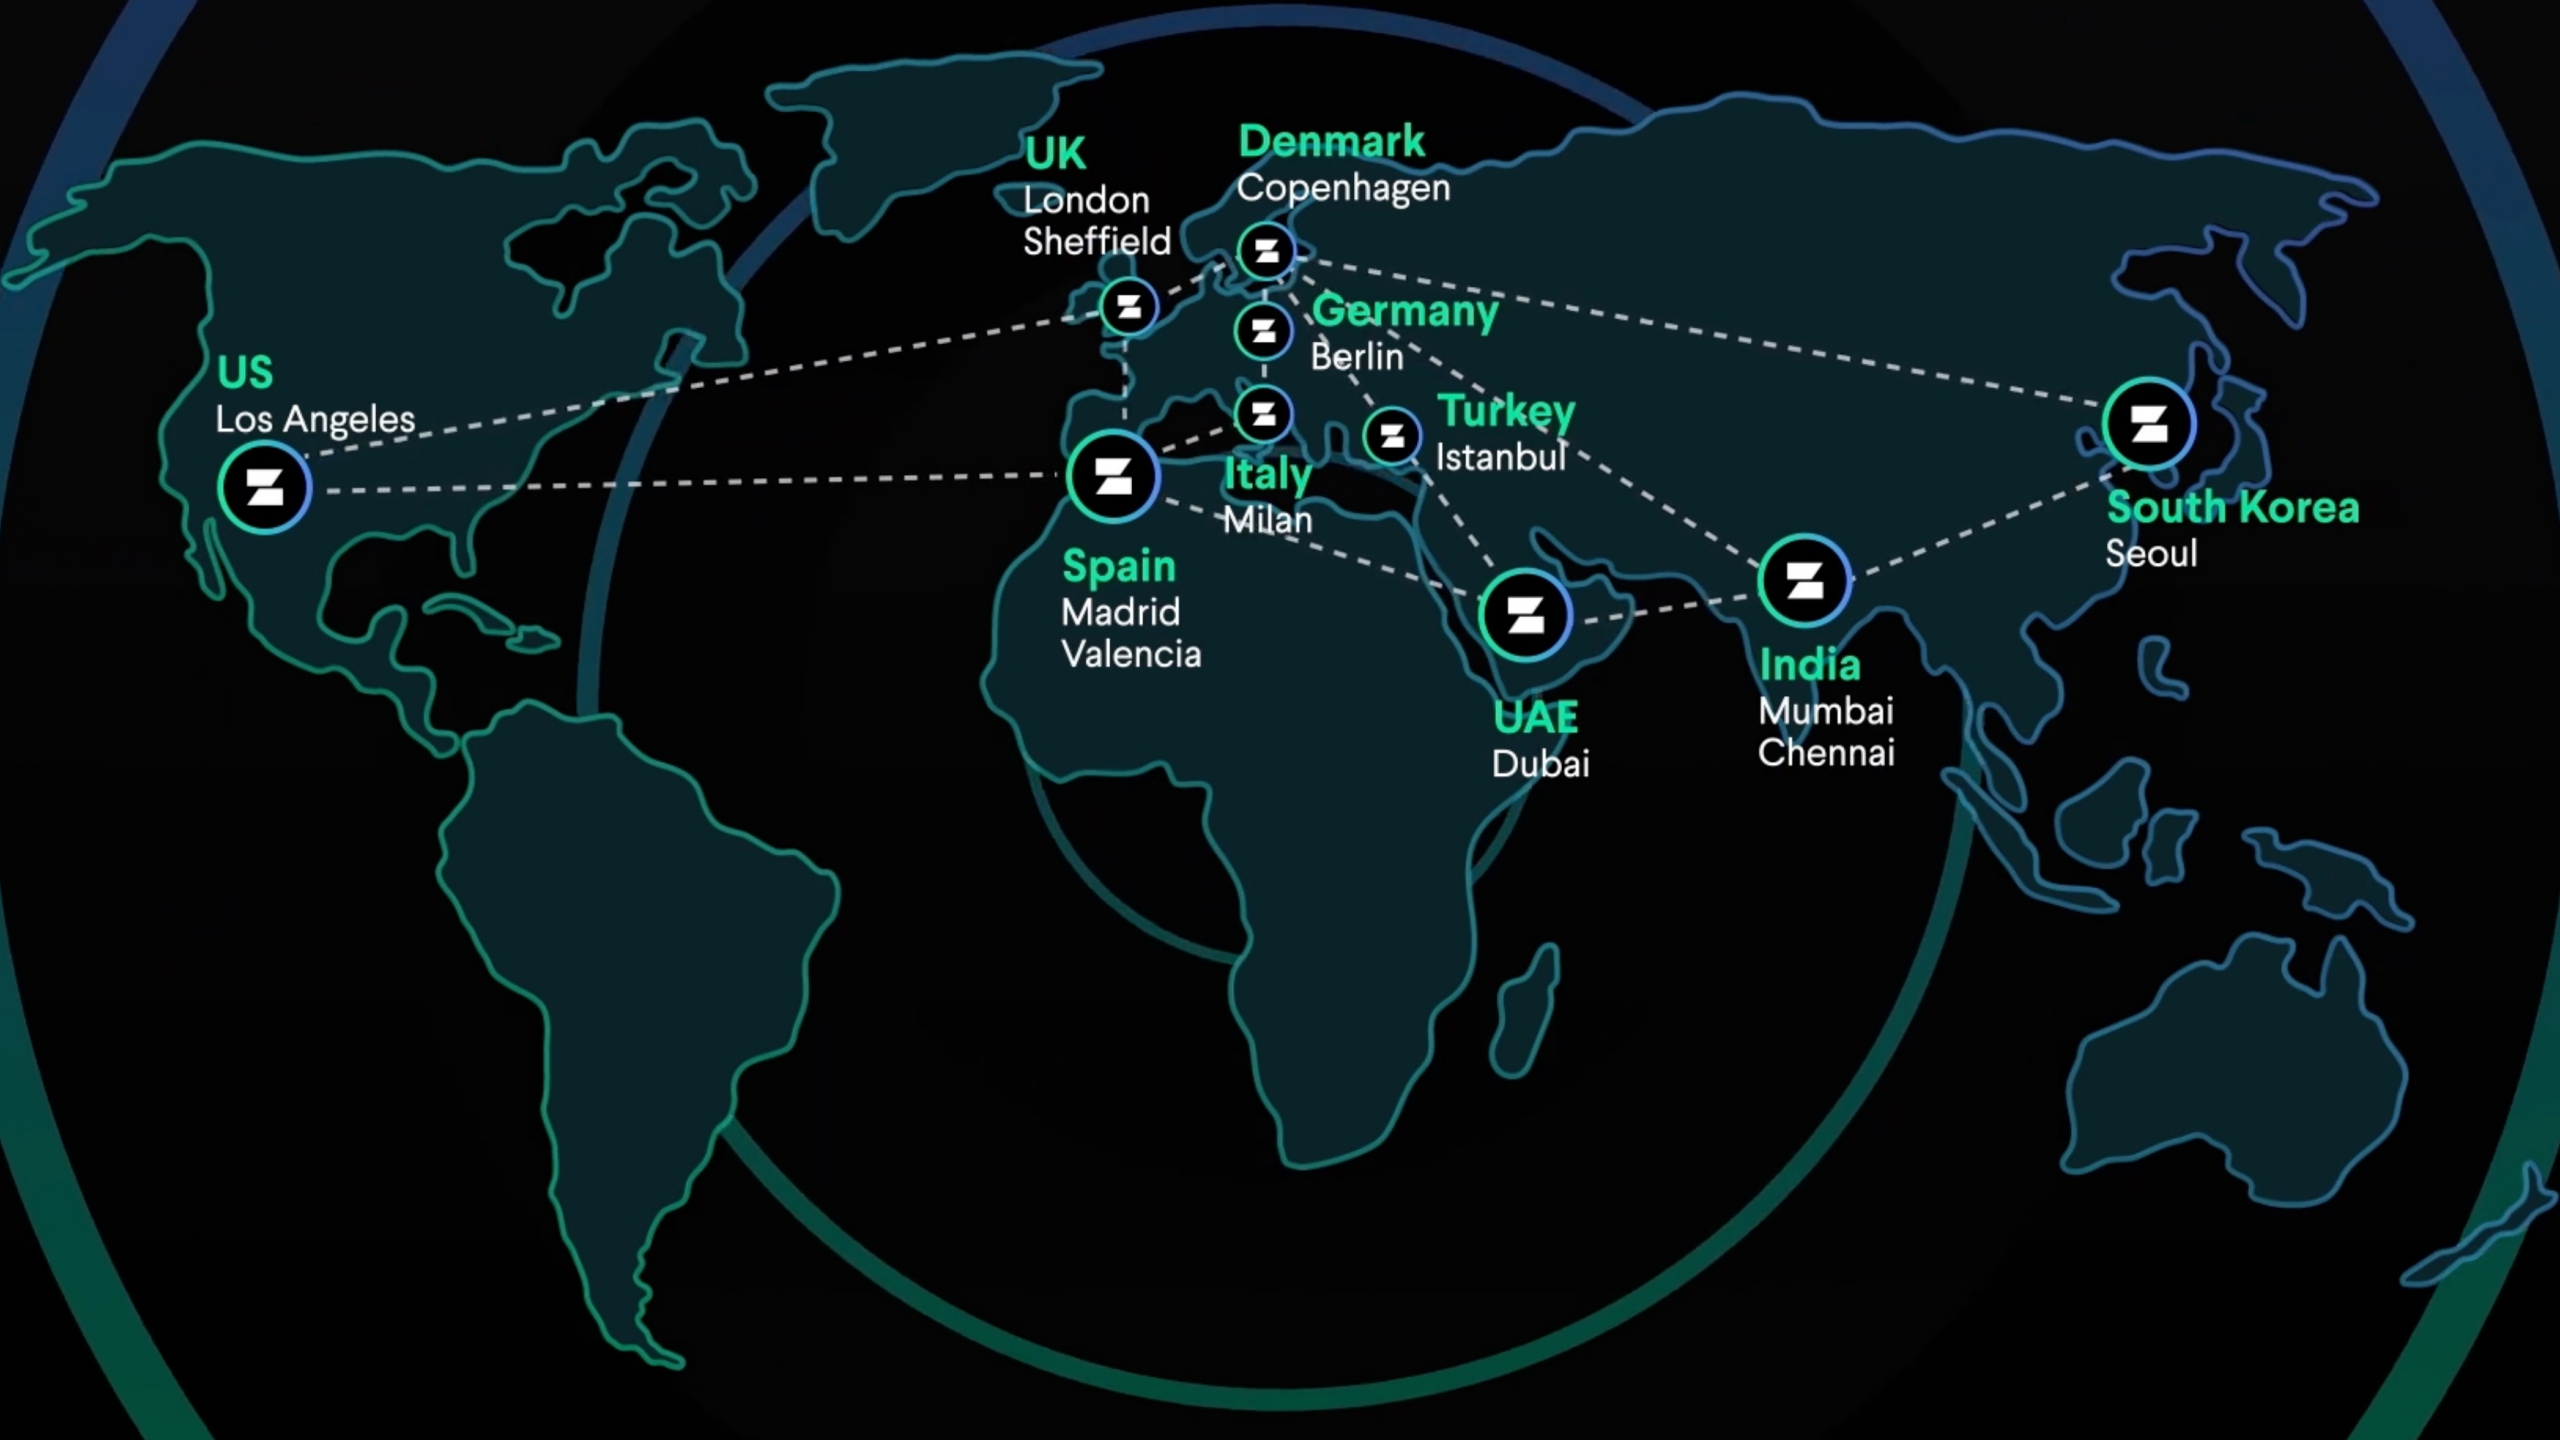 UK
London
Sheffield
Denmark
Copenhagen
Germany
Berlin
US
Los Angeles
Turkey
Istanbul
Italy
Milan
Spain
Madrid
Valencia
South Korea
Seoul
India
Mumbai
Chennai
UAE
Dubai